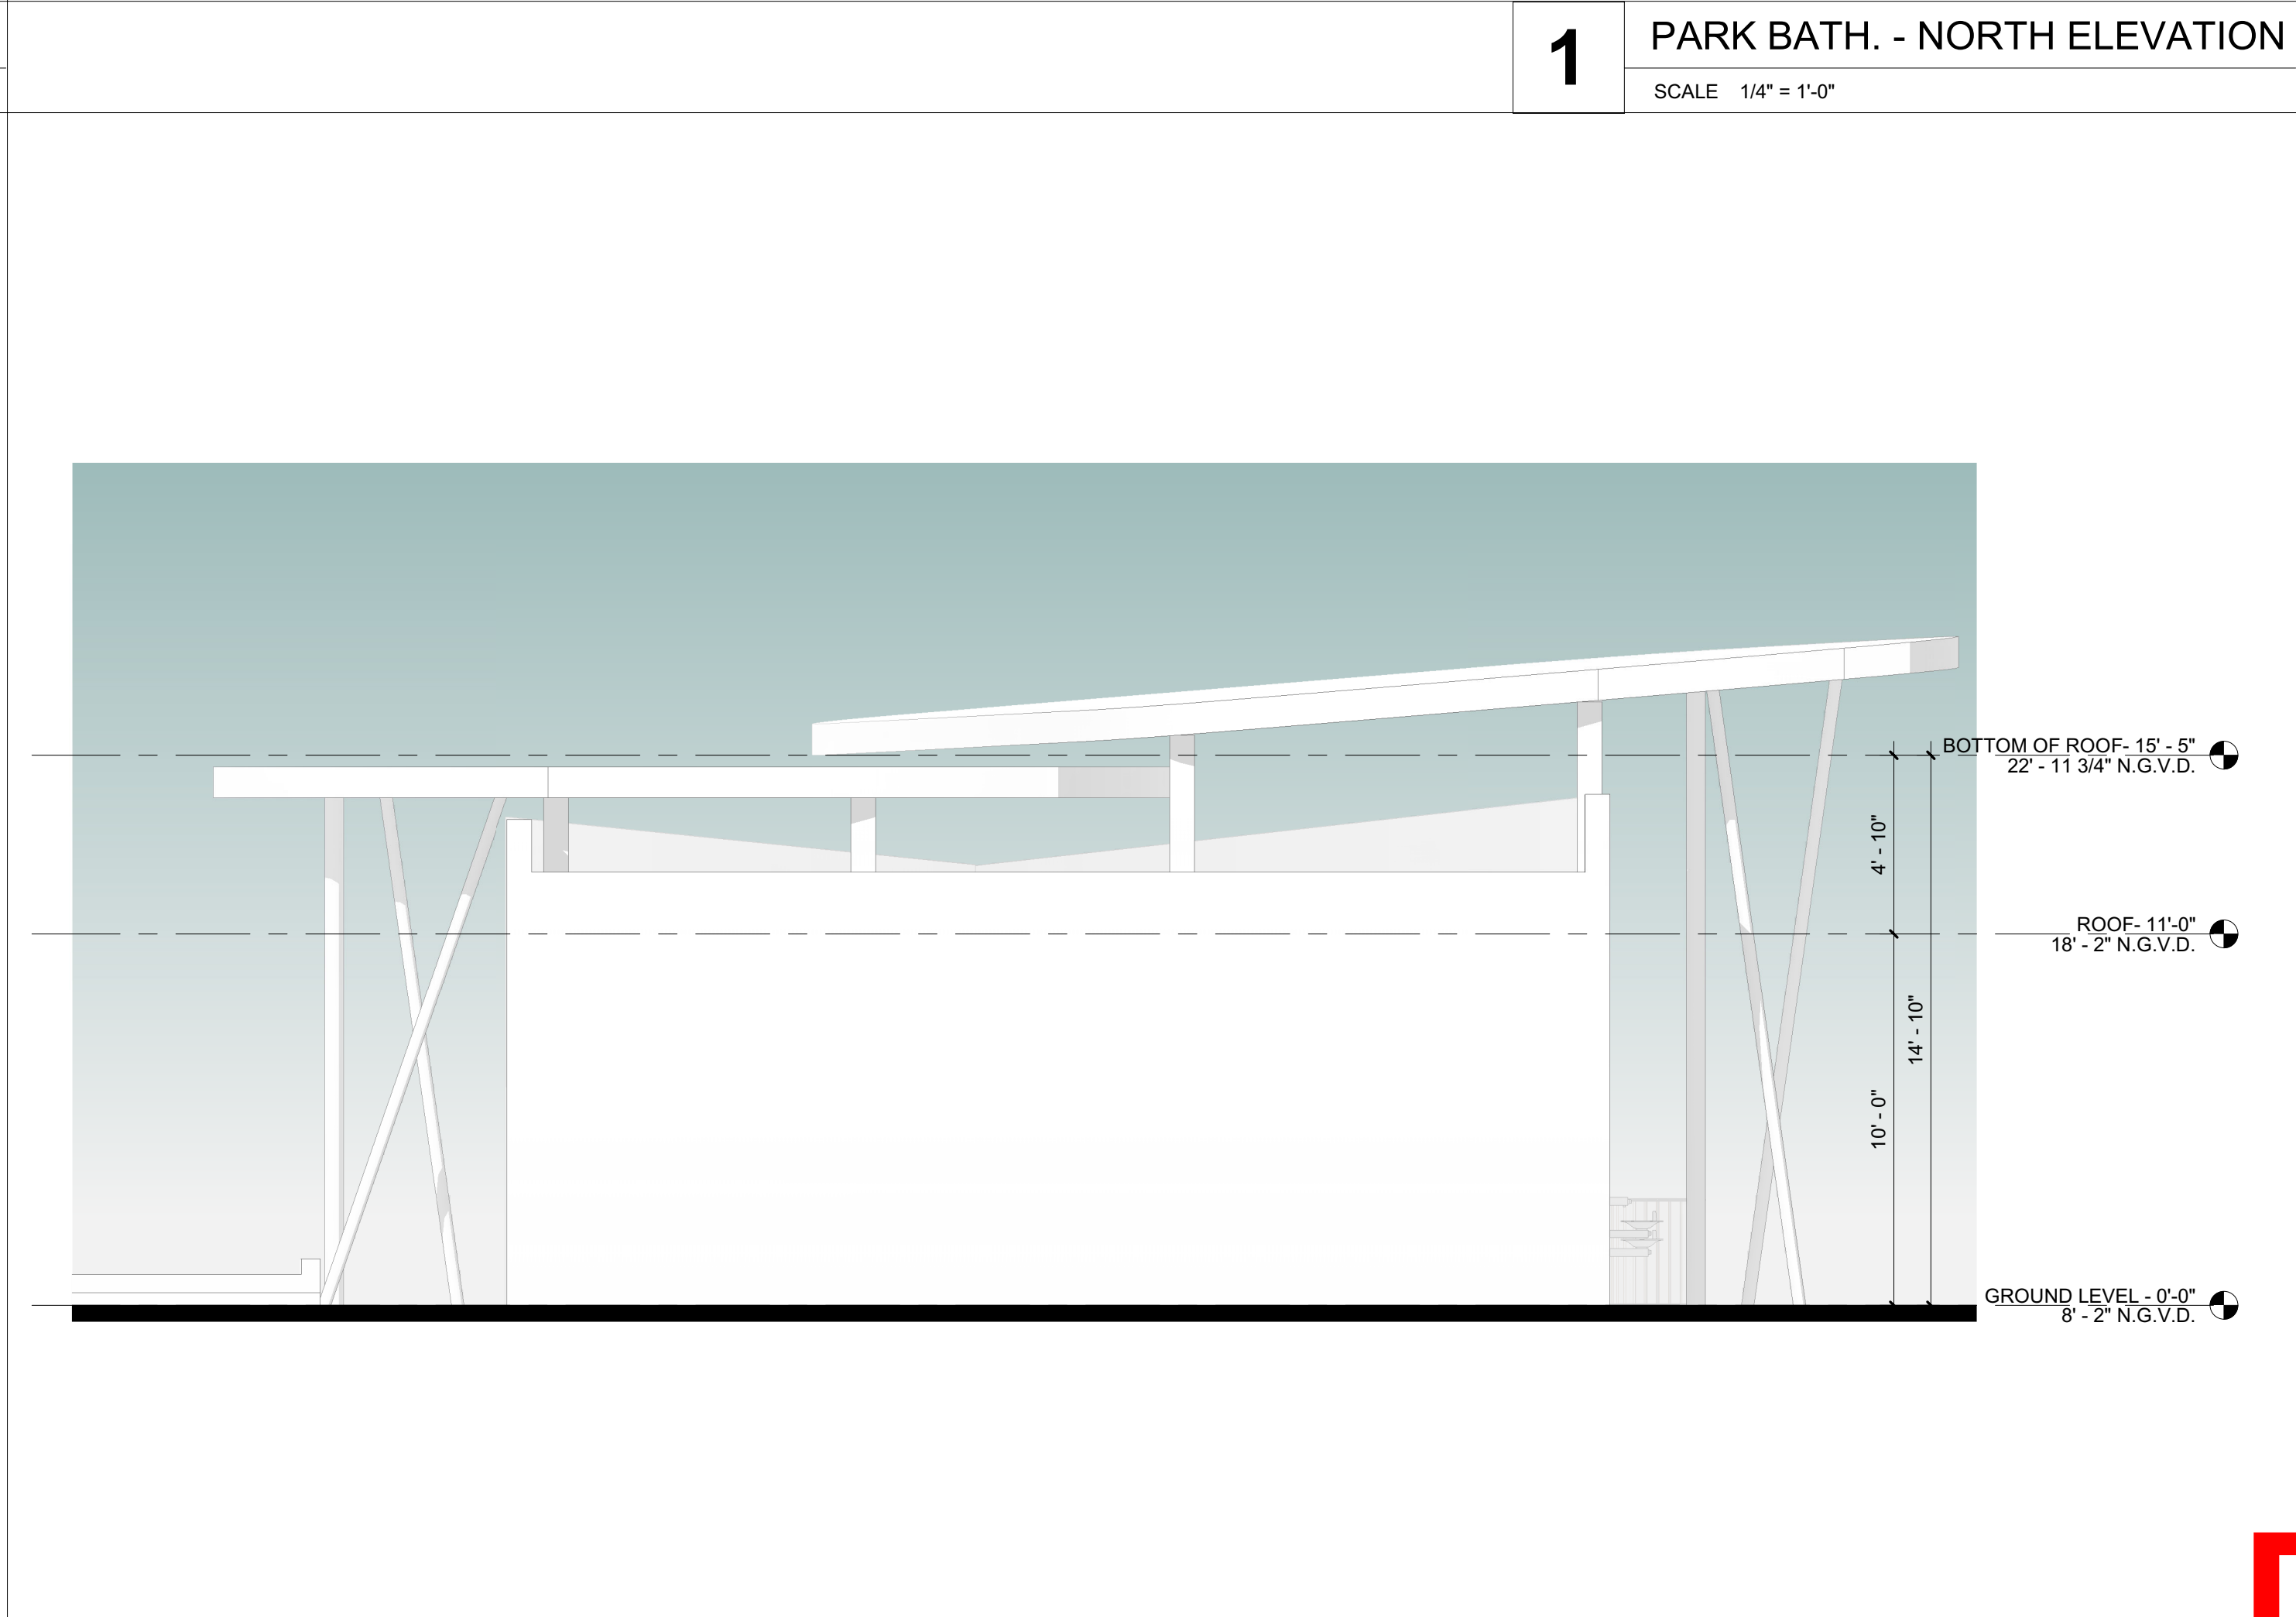 1
PARK BATH. - NORTH ELEVATION
SCALE 1/4" = 1'-0"
BOTTOM OF ROOF- 15' - 5"
22' - 11 3/4" N.G.V.D.
4' - 10"
ROOF- 11'-0"
18' - 2" N.G.V.D.
14' - 10"
10' - 0"
GROUND LEVEL - 0'-0"
8' - 2" N.G.V.D.